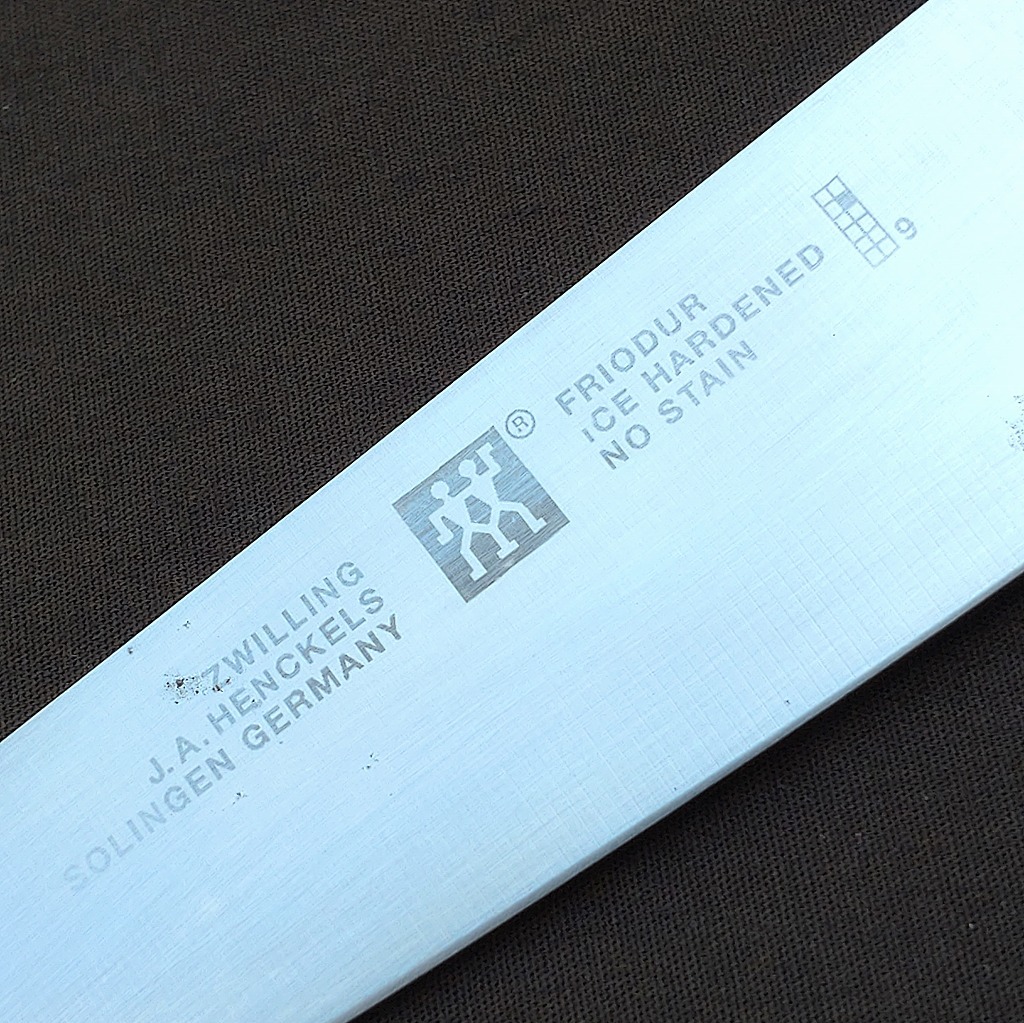 ZWILLING
J. A. HENCKELS
SOLINGEN GERMANY
®
FRIODUR
ICE HARDENED
NO STAIN
9